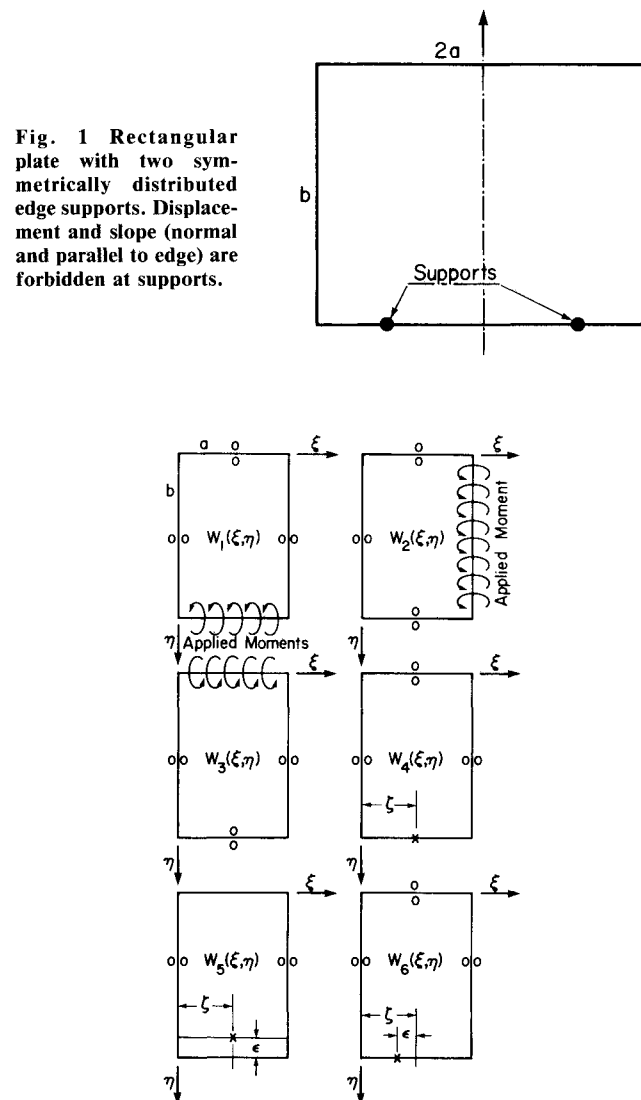 2a
Fig. 1 Rectangular
plate with two sym-
metrically distributed
edge supports. Displace-
ment and slope (normal
and parallel to edge) are
forbidden at supports.
b
Supports
a
ξ
ξ
b
W₁(ξ,η)
W₂(ξ,η)
Applied Moment
η
Applied Moments
η
ξ
ξ
W₃(ξ,η)
W₄(ξ,η)
ζ
η
η
ξ
ξ
W₅(ξ,η)
W₆(ξ,η)
ζ
ζ
ϵ
ϵ
η
η